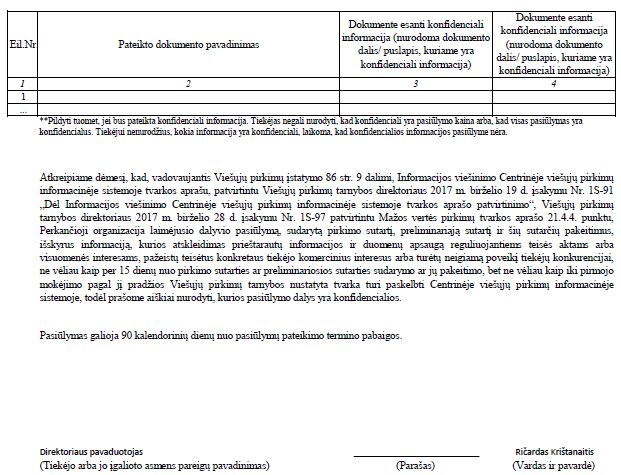 Eil.Nr
Pateikto dokumento pavadinimas
Dokumente esanti konfidenciali
informacija (nurodoma dokumento
dalis/ puslapis, kuriame yra
konfidenciali informacija)
Dokumente esanti
konfidenciali informacija
(nurodoma dokumento
dalis/ puslapis, kuriame yra
konfidenciali informacija)
1 2 3 4
1
...
**Pildyti tuomet, jei bus pateikta konfidenciali informacija. Tiekėjas negali nurodyti, kad konfidenciali yra pasiūlymo kaina arba, kad visas pasiūlymas yra
konfidencialus. Tiekėjui nenurodžius, kokia informacija yra konfidenciali, laikoma, kad konfidencialios informacijos pasiūlyme nėra.
Atkreipiame dėmesį, kad, vadovaujantis Viešųjų pirkimų įstatymo 86 str. 9 dalimi, Informacijos viešinimo Centrinėje viešųjų pirkimų
informacinėje sistemoje tvarkos aprašu, patvirtintu Viešųjų pirkimų tarnybos direktoriaus 2017 m. birželio 19 d. įsakymu Nr. 1S-91
„Dėl Informacijos viešinimo Centrinėje viešųjų pirkimų informacinėje sistemoje tvarkos aprašo patvirtinimo“, Viešųjų pirkimų
tarnybos direktoriaus 2017 m. birželio 28 d. įsakymu Nr. 1S-97 patvirtintu Mažos vertės pirkimų tvarkos aprašo 21.4.4. punktu,
Perkančioji organizacija laimėjusio dalyvio pasiūlymą, sudarytą pirkimo sutartį, preliminariąją sutartį ir šių sutarčių pakeitimus,
išskyrus informaciją, kurios atskleidimas prieštarautų informacijos ir duomenų apsaugą reguliuojantiems teisės aktams arba
visuomenės interesams, pažeistų teisėtus konkretaus tiekėjo komercinius interesus arba turėtų neigiamą poveikį tiekėjų konkurencijai,
ne vėliau kaip per 15 dienų nuo pirkimo sutarties ar preliminariosios sutarties sudarymo ar jų pakeitimo, bet ne vėliau kaip iki pirmojo
mokėjimo pagal jį pradžios Viešųjų pirkimų tarnybos nustatyta tvarka turi paskelbti Centrinėje viešųjų pirkimų informacinėje
sistemoje, todėl prašome aiškiai nurodyti, kurios pasiūlymo dalys yra konfidencialios.
Pasiūlymas galioja 90 kalendorinių dienų nuo pasiūlymų pateikimo termino pabaigos.
Direktoriaus pavaduotojas Ričardas Krištanaitis
(Tiekėjo arba jo įgalioto asmens pareigų pavadinimas) (Parašas) (Vardas ir pavardė)